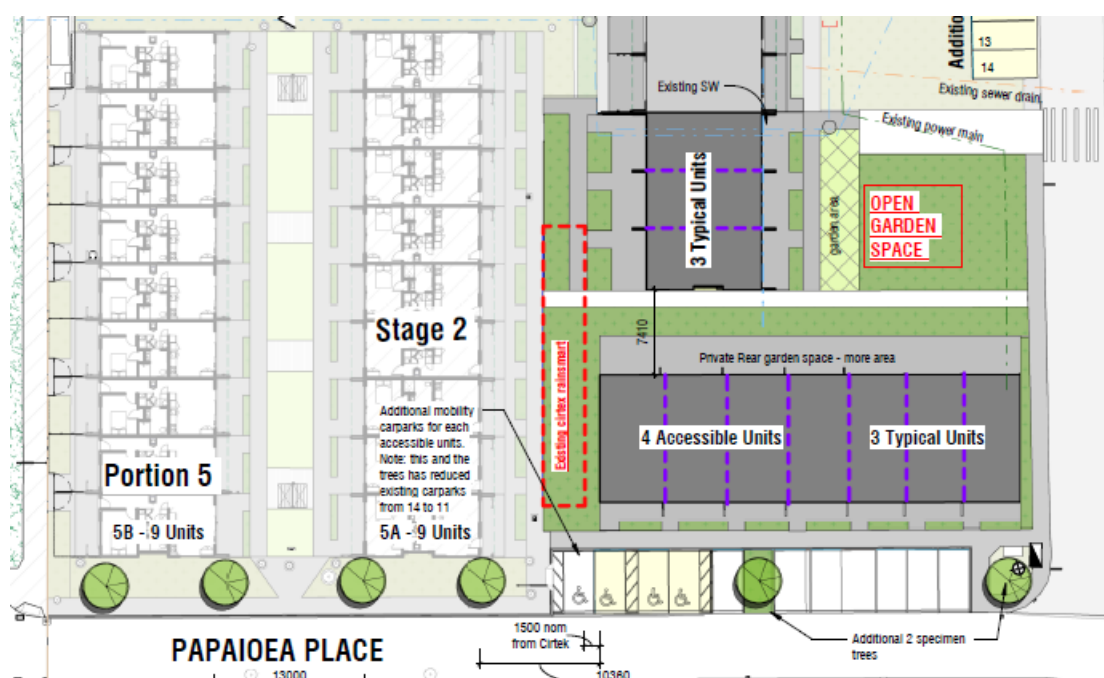 Additio
13
14
Existing SW
Existing sewer drain,
Existing power main
3 Typical Units
garden area
OPEN
GARDEN
SPACE
Stage 2
7410
Private Rear garden space - more area
Existing cirtex rainsmart
Additional mobility
carparks for each
accessible units.
Note: this and the
trees has reduced
existing carparks
from 14 to 11
4 Accessible Units
3 Typical Units
Portion 5
5B - 9 Units
5A - 9 Units
1500 nom
from Cirtek
Additional 2 specimen
trees
PAPAIOEA PLACE
13000
10360